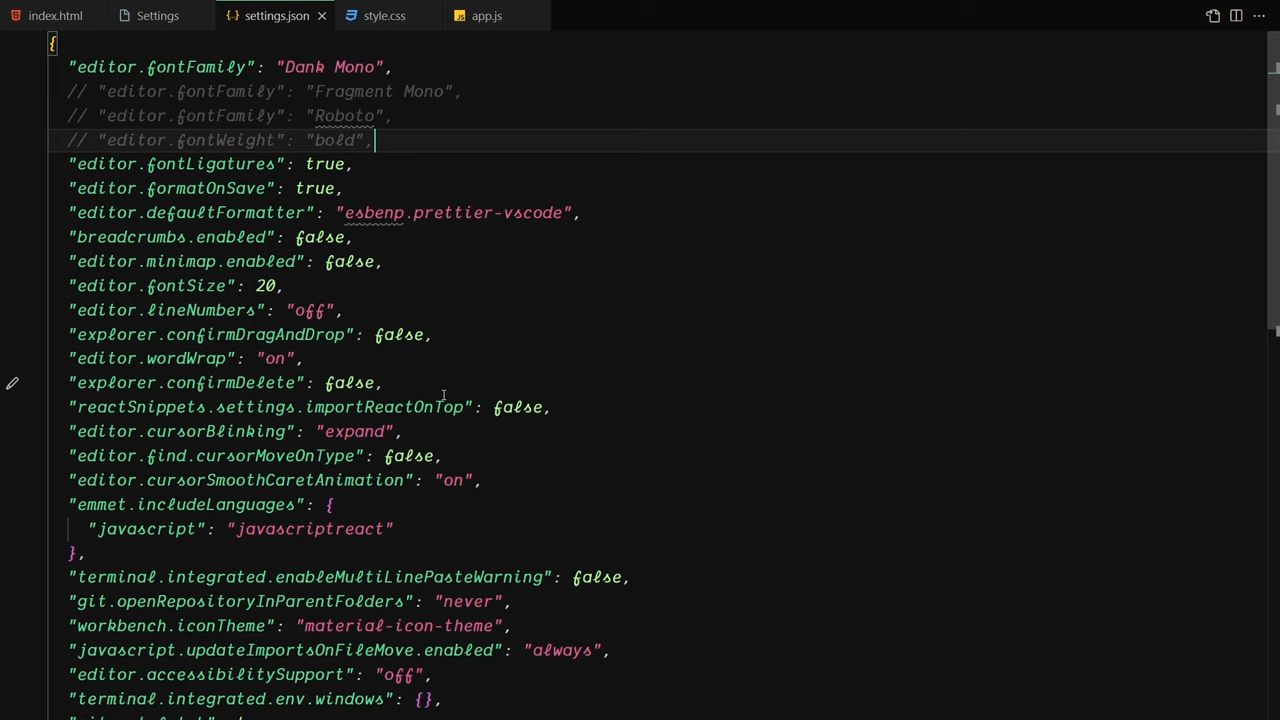 index.html Settings settings.json style.css app.js
{
"editor.fontFamily": "Dank Mono",
// "editor.fontFamily": "Fragment Mono",
// "editor.fontFamily": "Roboto",
// "editor.fontWeight": "bold",
"editor.fontLigatures": true,
"editor.formatOnSave": true,
"editor.defaultFormatter": "esbenp.prettier-vscode",
"breadcrumbs.enabled": false,
"editor.minimap.enabled": false,
"editor.fontSize": 20,
"editor.lineNumbers": "off",
"explorer.confirmDragAndDrop": false,
"editor.wordWrap": "on",
"explorer.confirmDelete": false,
"reactSnippets.settings.importReactOnTop": false,
"editor.cursorBlinking": "expand",
"editor.find.cursorMoveOnType": false,
"editor.cursorSmoothCaretAnimation": "on",
"emmet.includeLanguages": {
"javascript": "javascriptreact"
},
"terminal.integrated.enableMultiLinePasteWarning": false,
"git.openRepositoryInParentFolders": "never",
"workbench.iconTheme": "material-icon-theme",
"javascript.updateImportsOnFileMove.enabled": "always",
"editor.accessibilitySupport": "off",
"terminal.integrated.env.windows": {},